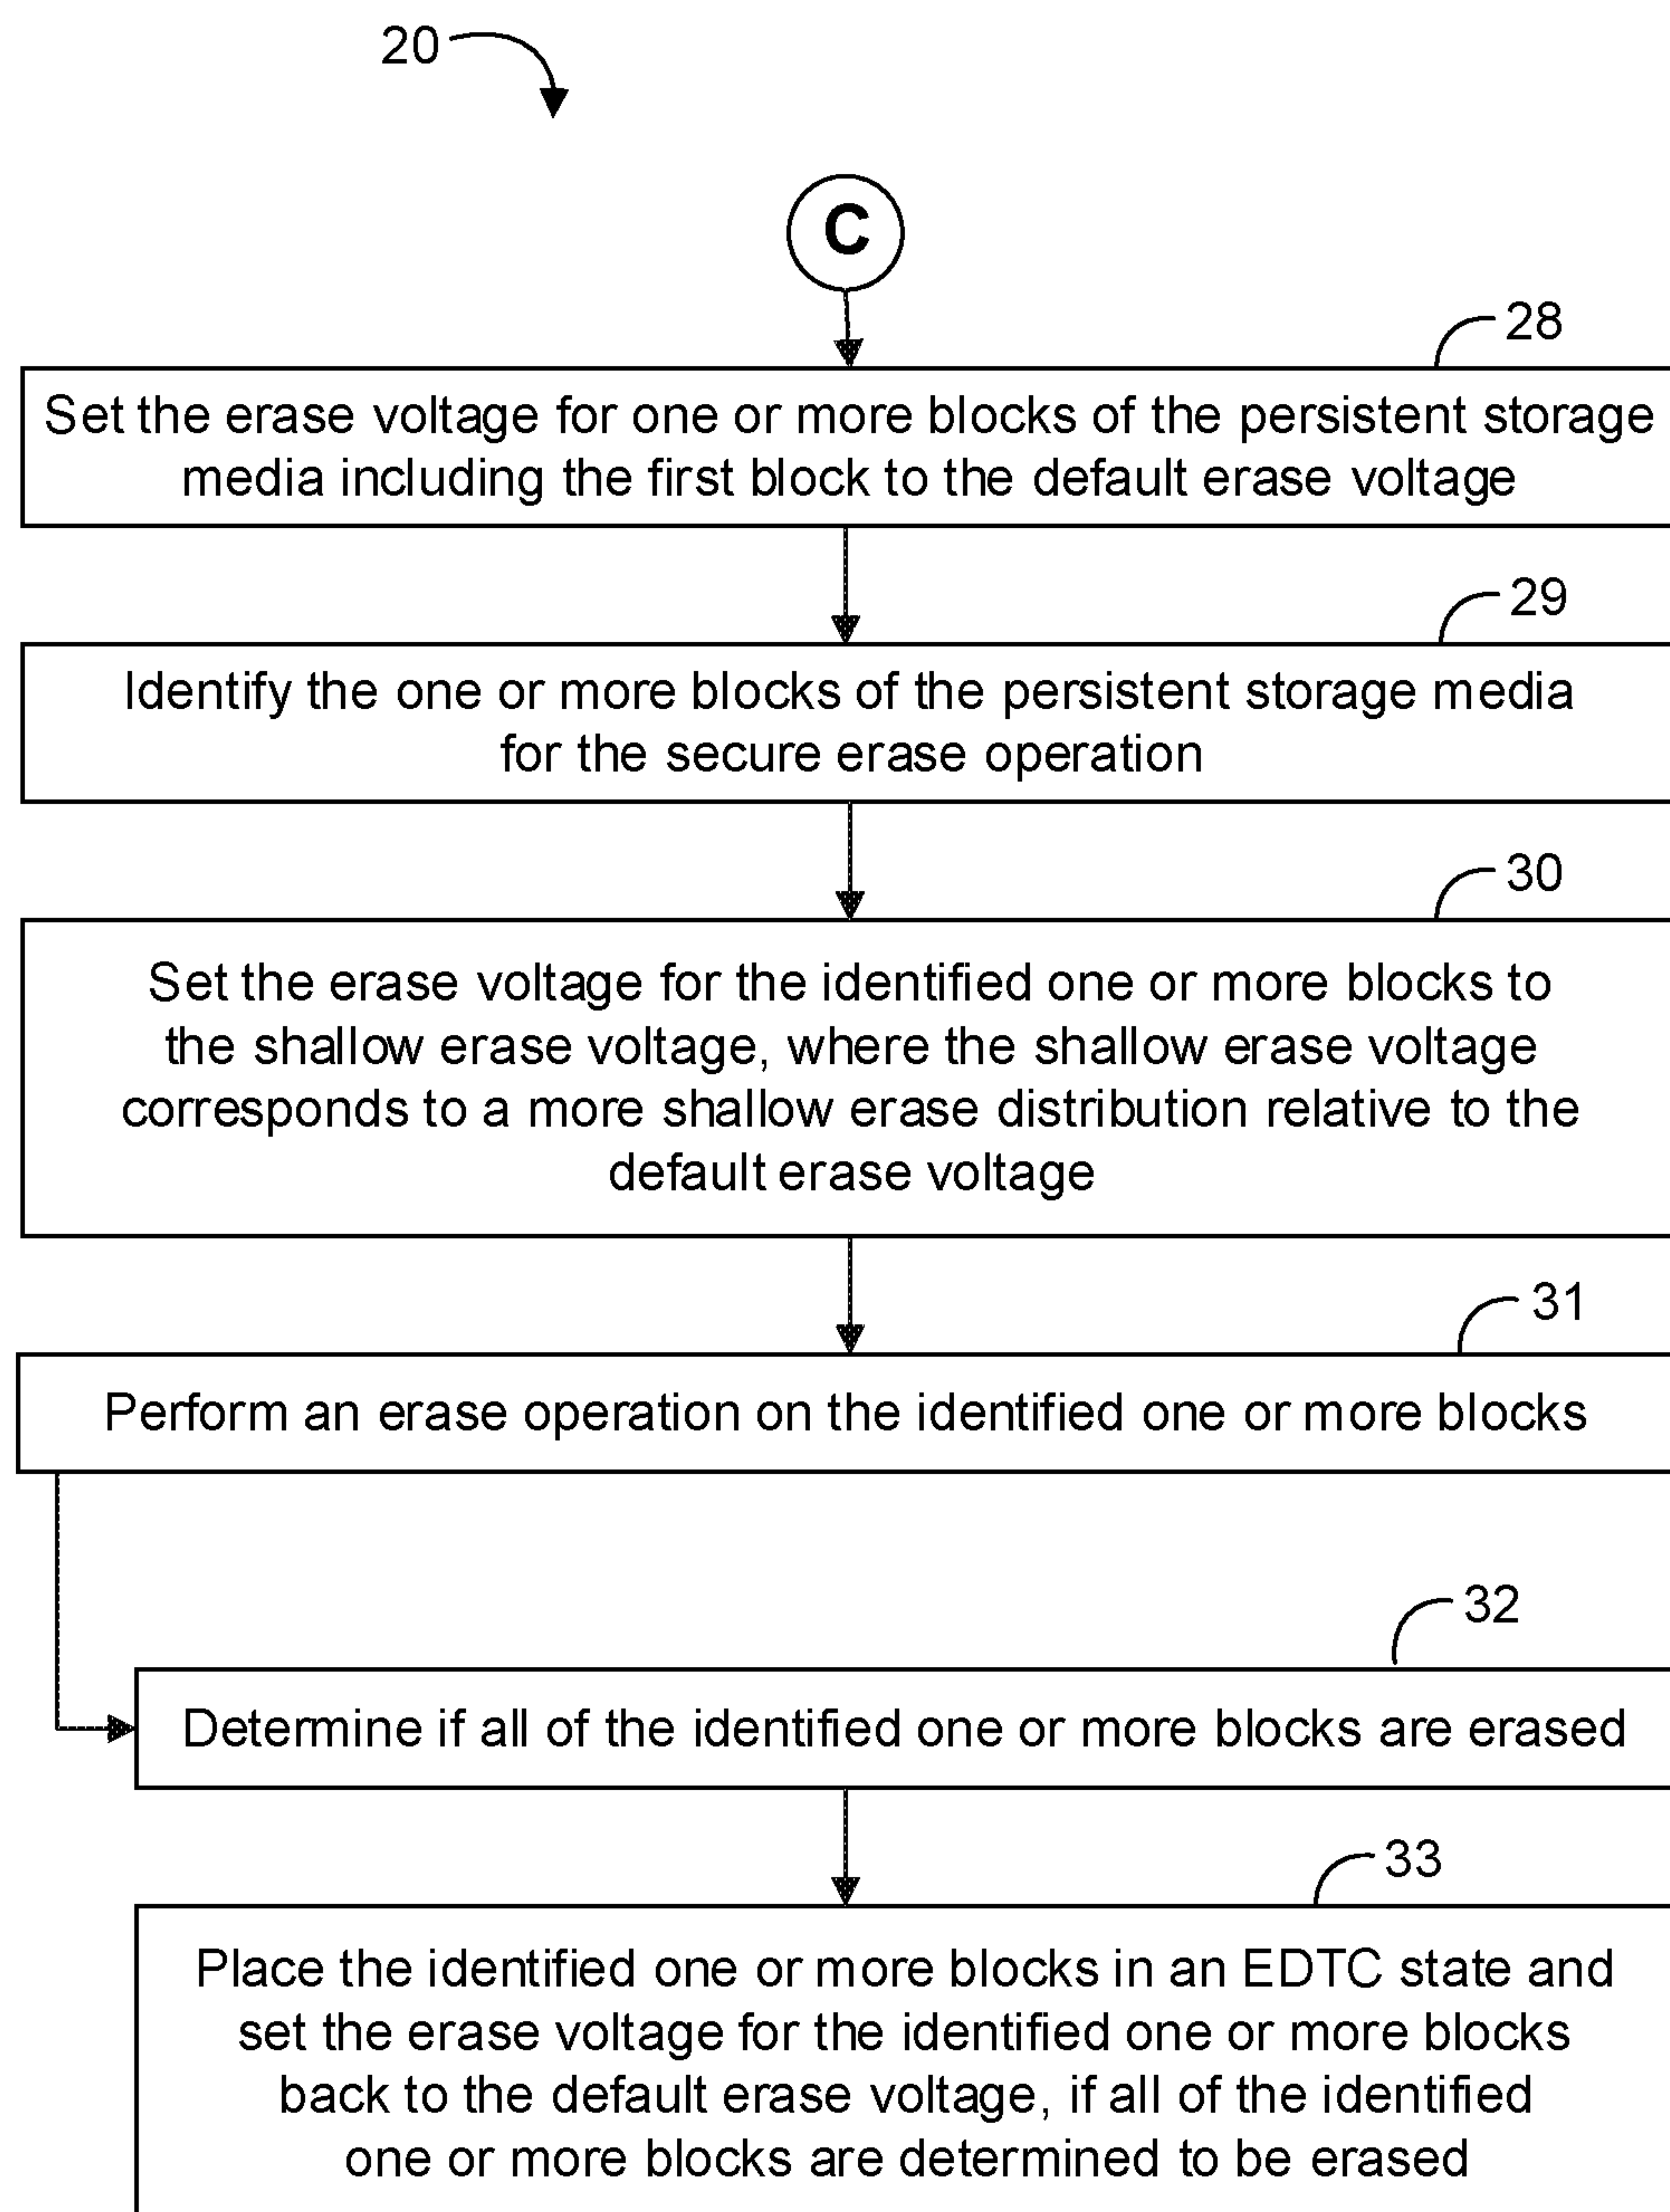 20
C
28
Set the erase voltage for one or more blocks of the persistent storage
media including the first block to the default erase voltage
29
Identify the one or more blocks of the persistent storage media
for the secure erase operation
30
Set the erase voltage for the identified one or more blocks to
the shallow erase voltage, where the shallow erase voltage
corresponds to a more shallow erase distribution relative to the
default erase voltage
31
Perform an erase operation on the identified one or more blocks
32
Determine if all of the identified one or more blocks are erased
33
Place the identified one or more blocks in an EDTC state and
set the erase voltage for the identified one or more blocks
back to the default erase voltage, if all of the identified
one or more blocks are determined to be erased